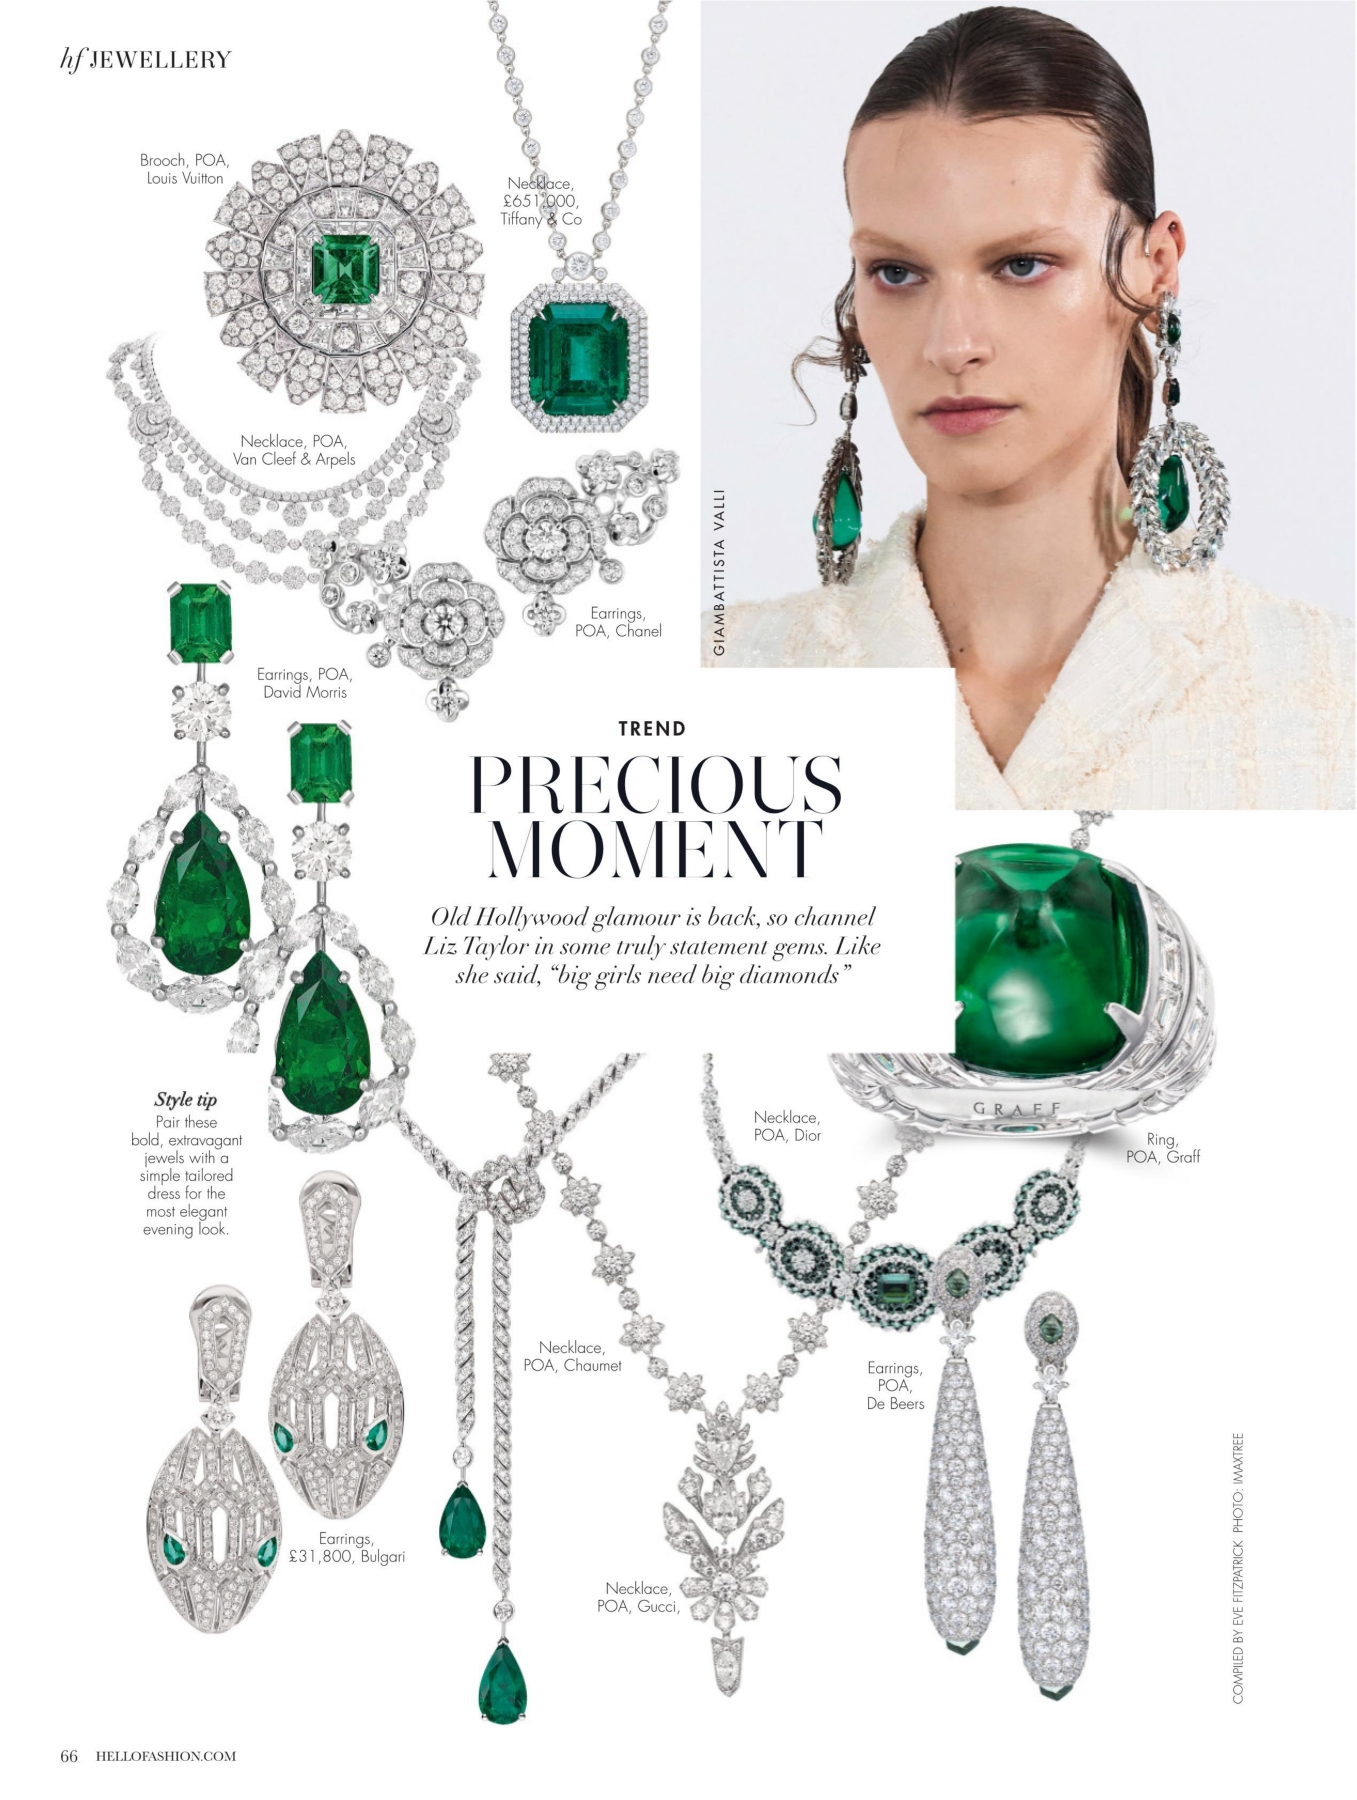 hf JEWELLERY
Brooch, POA,
Louis Vuitton
Necklace,
£651,000,
Tiffany & Co
Necklace, POA,
Van Cleef & Arpels
Earrings,
POA, Chanel
GIAMBATTISTA VALLI
Earrings, POA,
David Morris
TREND
PRECIOUS
MOMENT
Old Hollywood glamour is back, so channel
Liz Taylor in some truly statement gems. Like
she said, “big girls need big diamonds”
GRAFF
Ring,
POA, Graff
Necklace,
POA, Dior
Style tip
Pair these
bold, extravagant
jewels with a
simple tailored
dress for the
most elegant
evening look.
Necklace,
POA, Chaumet
Earrings,
POA,
De Beers
Earrings,
£31,800, Bulgari
Necklace,
POA, Gucci,
COMPILED BY EVE FITZPATRICK PHOTO: IMAXTREE
66 HELLOFASHION.COM